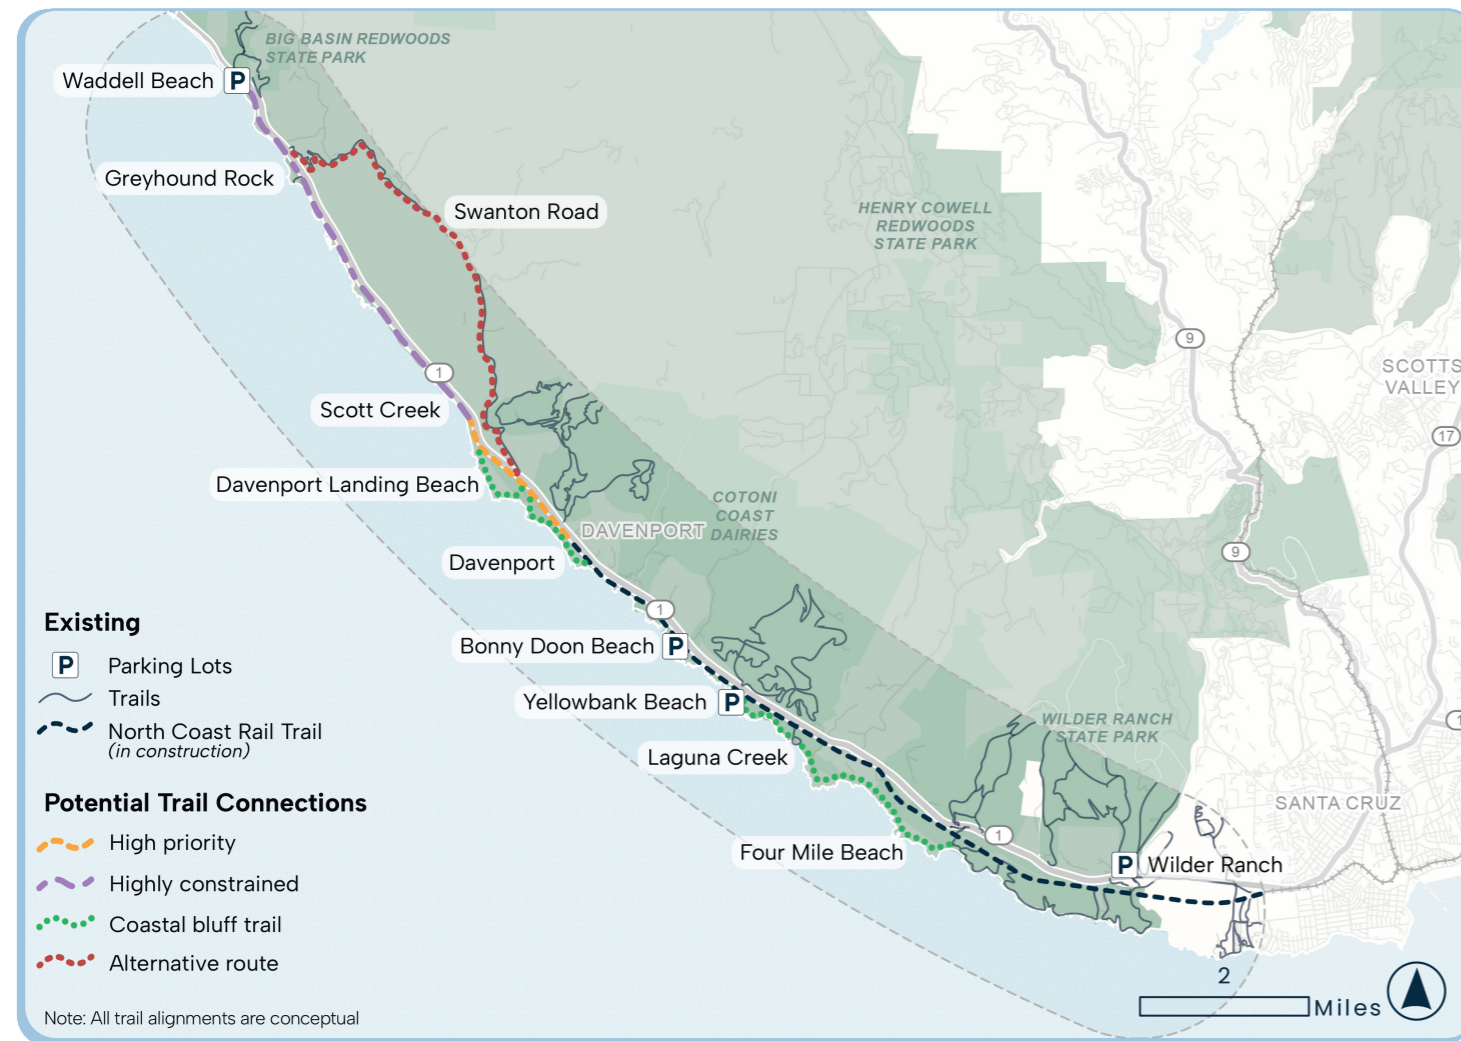 BIG BASIN REDWOODS
STATE PARK
Waddell Beach
P
Greyhound Rock
Swanton Road
HENRY COWELL
REDWOODS
STATE PARK
9
SCOTTS
VALLEY
1
Scott Creek
17
Davenport Landing Beach
COTONI
COAST
DAIRIES
DAVENPORT
9
Davenport
1
Bonny Doon Beach
P
Yellowbank Beach
P
WILDER RANCH
STATE PARK
1
Laguna Creek
SANTA CRUZ
1
Four Mile Beach
P
Wilder Ranch
Existing
P
Parking Lots
Trails
North Coast Rail Trail
(in construction)
Potential Trail Connections
High priority
Highly constrained
Coastal bluff trail
Alternative route
Note: All trail alignments are conceptual
2
Miles